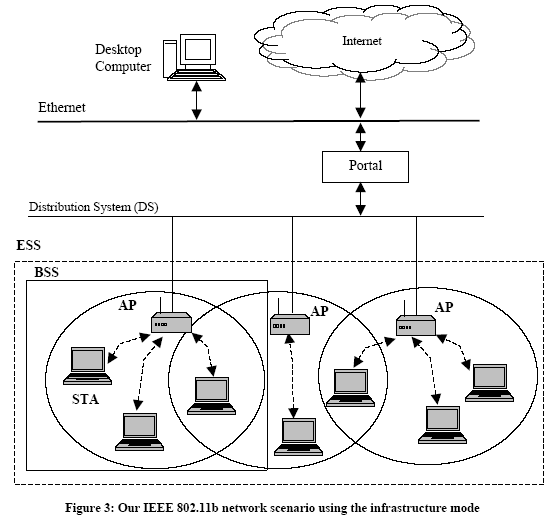 Desktop
Computer
Internet
Ethernet
Portal
Distribution System (DS)
ESS
BSS
AP
AP
AP
STA
Figure 3: Our IEEE 802.11b network scenario using the infrastructure mode